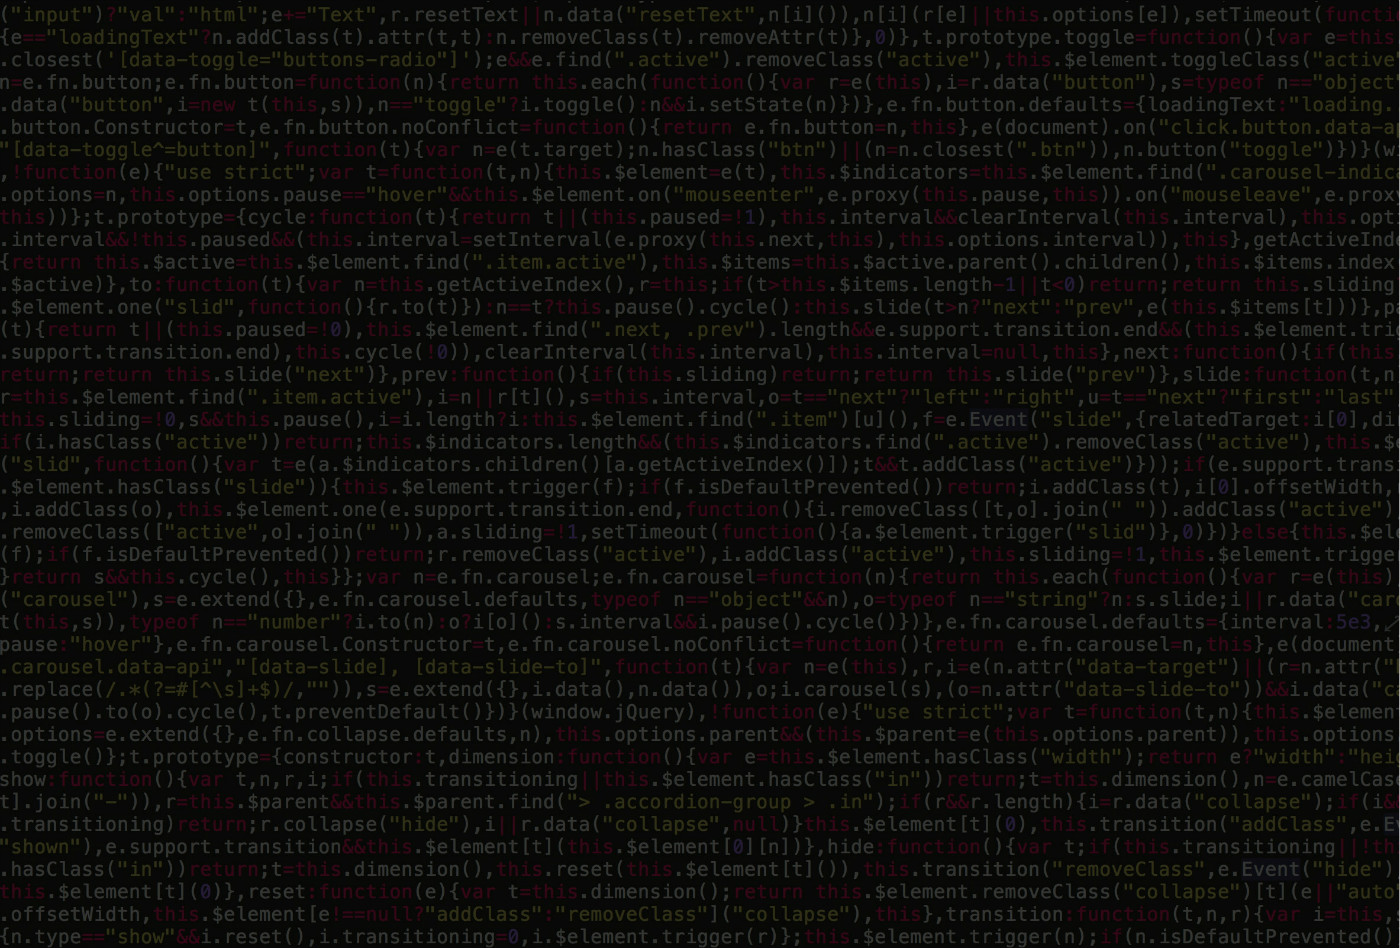 ("input")?"val":"html";e+="Text",r.resetText||n.data("resetText",n[i]()),n[i](r[e]||this.options[e]),setTimeout(functi
{e=="loadingText"?n.addClass(t).attr(t,t):n.removeClass(t).removeAttr(t)},0)},t.prototype.toggle=function(){var e=this
.closest('[data-toggle="buttons-radio"]');e&&e.find(".active").removeClass("active"),this.$element.toggleClass("active
n=e.fn.button;e.fn.button=function(n){return this.each(function(){var r=e(this),i=r.data("button"),s=typeof n=="object
.data("button",i=new t(this,s)),n=="toggle"?i.toggle():n&&i.setState(n)})},e.fn.button.defaults={loadingText:"loading.
.button.Constructor=t,e.fn.button.noConflict=function(){return e.fn.button=n,this},e(document).on("click.button.data-a
"[data-toggle^=button]",function(t){var n=e(t.target);n.hasClass("btn")||(n=n.closest(".btn")),n.button("toggle")})}(w
,!function(e){"use strict";var t=function(t,n){this.$element=e(t),this.$indicators=this.$element.find(".carousel-indic
.options=n,this.options.pause=="hover"&&this.$element.on("mouseenter",e.proxy(this.pause,this)).on("mouseleave",e.prox
this))};t.prototype={cycle:function(t){return t||(this.paused=!1),this.interval&&clearInterval(this.interval),this.opt
.interval&&!this.paused&&(this.interval=setInterval(e.proxy(this.next,this),this.options.interval)),this},getActiveInd
{return this.$active=this.$element.find(".item.active"),this.$items=this.$active.parent().children(),this.$items.index
.$active)},to:function(t){var n=this.getActiveIndex(),r=this;if(t>this.$items.length-1||t<0)return;return this.sliding
.$element.one("slid",function(){r.to(t)}):n==t?this.pause().cycle():this.slide(t>n?"next":"prev",e(this.$items[t]))},p
(t){return t||(this.paused=!0),this.$element.find(".next, .prev").length&&e.support.transition.end&&(this.$element.tri
.support.transition.end),this.cycle(!0)),clearInterval(this.interval),this.interval=null,this},next:function(){if(this
return;return this.slide("next")},prev:function(){if(this.sliding)return;return this.slide("prev")},slide:function(t,n
r=this.$element.find(".item.active"),i=n||r[t](),s=this.interval,o=t=="next"?"left":"right",u=t=="next"?"first":"last"
this.sliding=!0,s&&this.pause(),i=i.length?i:this.$element.find(".item")[u](),f=e.Event("slide",{relatedTarget:i[0],di
if(i.hasClass("active"))return;this.$indicators.length&&(this.$indicators.find(".active").removeClass("active"),this.$
("slid",function(){var t=e(a.$indicators.children()[a.getActiveIndex()]);t&&t.addClass("active")}));if(e.support.trans
.$element.hasClass("slide")){this.$element.trigger(f);if(f.isDefaultPrevented())return;i.addClass(t),i[0].offsetWidth,
,i.addClass(o),this.$element.one(e.support.transition.end,function(){i.removeClass([t,o].join(" ")).addClass("active")
.removeClass(["active",o].join(" ")),a.sliding=!1,setTimeout(function(){a.$element.trigger("slid")},0)})}else{this.$el
(f);if(f.isDefaultPrevented())return;r.removeClass("active"),i.addClass("active"),this.sliding=!1,this.$element.trigge
}return s&&this.cycle(),this}};var n=e.fn.carousel;e.fn.carousel=function(n){return this.each(function(){var r=e(this)
("carousel"),s=e.extend({},e.fn.carousel.defaults,typeof n=="object"&&n),o=typeof n=="string"?n:s.slide;i||r.data("car
t(this,s)),typeof n=="number"?i.to(n):o?i[o]():s.interval&&i.pause().cycle()})},e.fn.carousel.defaults={interval:5e3,
pause:"hover"},e.fn.carousel.Constructor=t,e.fn.carousel.noConflict=function(){return e.fn.carousel=n,this},e(document
.carousel.data-api","[data-slide], [data-slide-to]",function(t){var n=e(this),r,i=e(n.attr("data-target")||(r=n.attr("
.replace(/.*(?=#[^\s]+$)/,"")),s=e.extend({},i.data(),n.data()),o;i.carousel(s),(o=n.attr("data-slide-to"))&&i.data("c
.pause().to(o).cycle(),t.preventDefault()})}(window.jQuery),!function(e){"use strict";var t=function(t,n){this.$elemen
.options=e.extend({},e.fn.collapse.defaults,n),this.options.parent&&(this.$parent=e(this.options.parent)),this.options
.toggle()};t.prototype={constructor:t,dimension:function(){var e=this.$element.hasClass("width");return e?"width":"hei
show:function(){var t,n,r,i;if(this.transitioning||this.$element.hasClass("in"))return;t=this.dimension(),n=e.camelCas
t].join("-")),r=this.$parent&&this.$parent.find("> .accordion-group > .in");if(r&&r.length){i=r.data("collapse");if(i&
.transitioning)return;r.collapse("hide"),i||r.data("collapse",null)}this.$element[t](0),this.transition("addClass",e.E
"shown"),e.support.transition&&this.$element[t](this.$element[0][n])},hide:function(){var t;if(this.transitioning||!th
.hasClass("in"))return;t=this.dimension(),this.reset(this.$element[t]()),this.transition("removeClass",e.Event("hide")
this.$element[t](0)},reset:function(e){var t=this.dimension();return this.$element.removeClass("collapse")[t](e||"auto
.offsetWidth,this.$element[e!==null?"addClass":"removeClass"]("collapse"),this},transition:function(t,n,r){var i=this,
{n.type=="show"&&i.reset(),i.transitioning=0,i.$element.trigger(r)};this.$element.trigger(n);if(n.isDefaultPrevented()